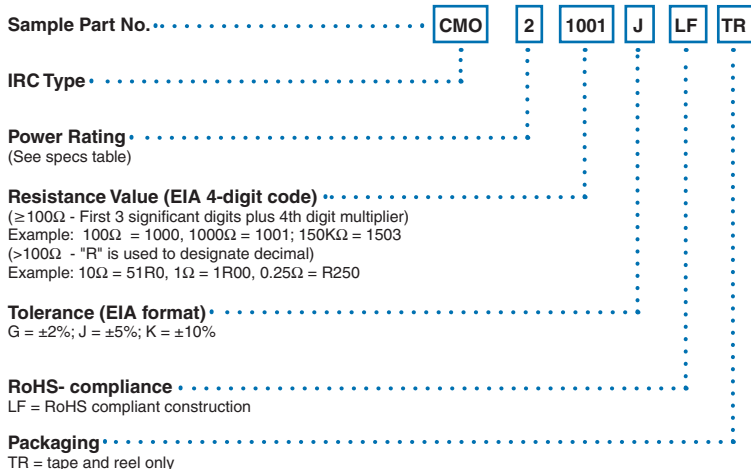 Sample Part No. CMO 2 1001 J LF TR
IRC Type
Power Rating
(See specs table)
Resistance Value (EIA 4-digit code)
(≥100Ω - First 3 significant digits plus 4th digit multiplier)
Example: 100Ω = 1000, 1000Ω = 1001; 150KΩ = 1503
(>100Ω - "R" is used to designate decimal)
Example: 10Ω = 51R0, 1Ω = 1R00, 0.25Ω = R250
Tolerance (EIA format)
G = ±2%; J = ±5%; K = ±10%
RoHS- compliance
LF = RoHS compliant construction
Packaging
TR = tape and reel only